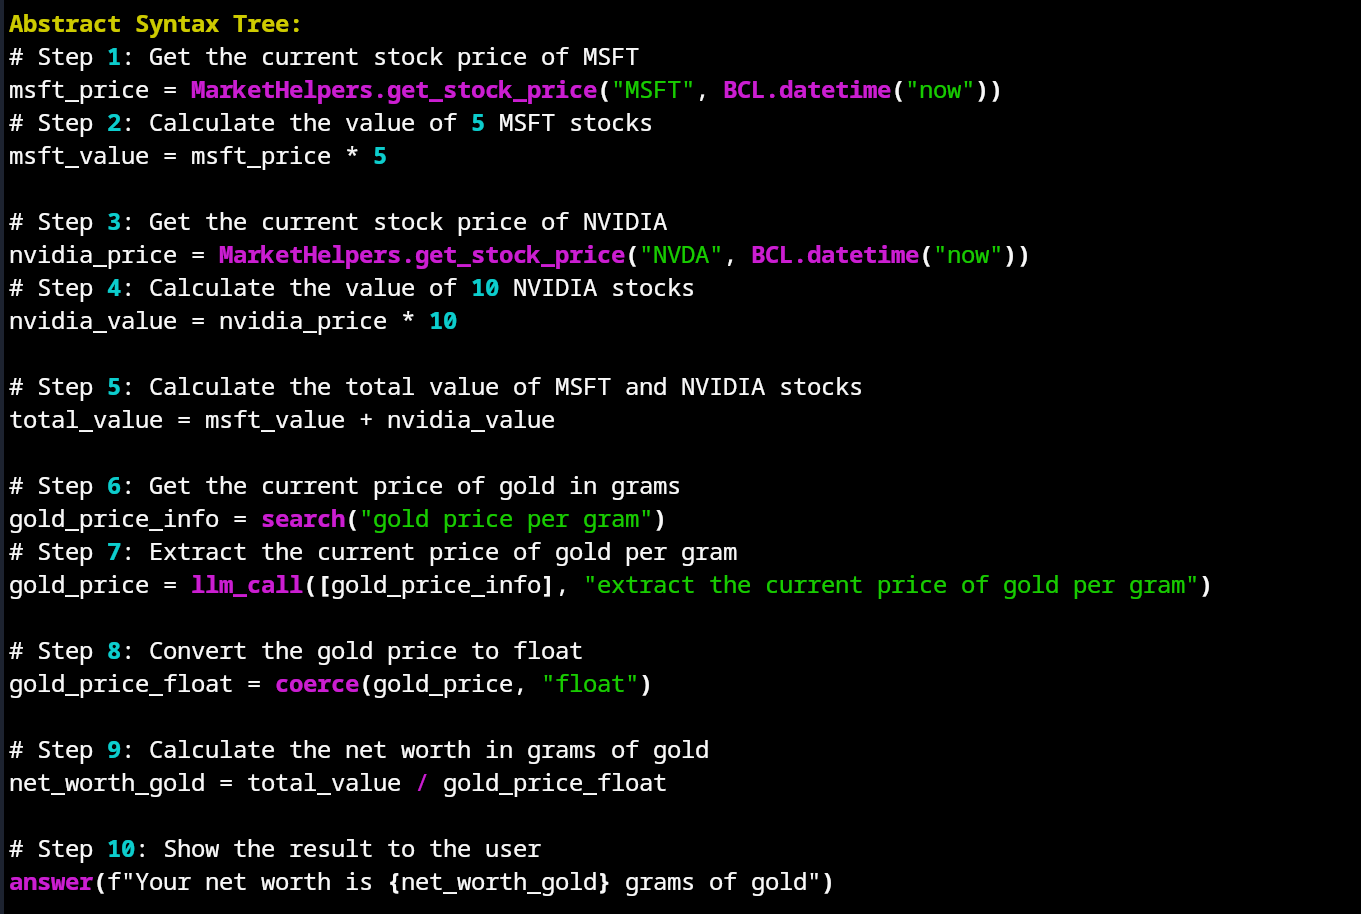 Abstract Syntax Tree:
# Step 1: Get the current stock price of MSFT
msft_price = MarketHelpers.get_stock_price("MSFT", BCL.datetime("now"))
# Step 2: Calculate the value of 5 MSFT stocks
msft_value = msft_price * 5
# Step 3: Get the current stock price of NVIDIA
nvidia_price = MarketHelpers.get_stock_price("NVDA", BCL.datetime("now"))
# Step 4: Calculate the value of 10 NVIDIA stocks
nvidia_value = nvidia_price * 10
# Step 5: Calculate the total value of MSFT and NVIDIA stocks
total_value = msft_value + nvidia_value
# Step 6: Get the current price of gold in grams
gold_price_info = search("gold price per gram")
# Step 7: Extract the current price of gold per gram
gold_price = llm_call([gold_price_info], "extract the current price of gold per gram")
# Step 8: Convert the gold price to float
gold_price_float = coerce(gold_price, "float")
# Step 9: Calculate the net worth in grams of gold
net_worth_gold = total_value / gold_price_float
# Step 10: Show the result to the user
answer(f"Your net worth is {net_worth_gold} grams of gold")